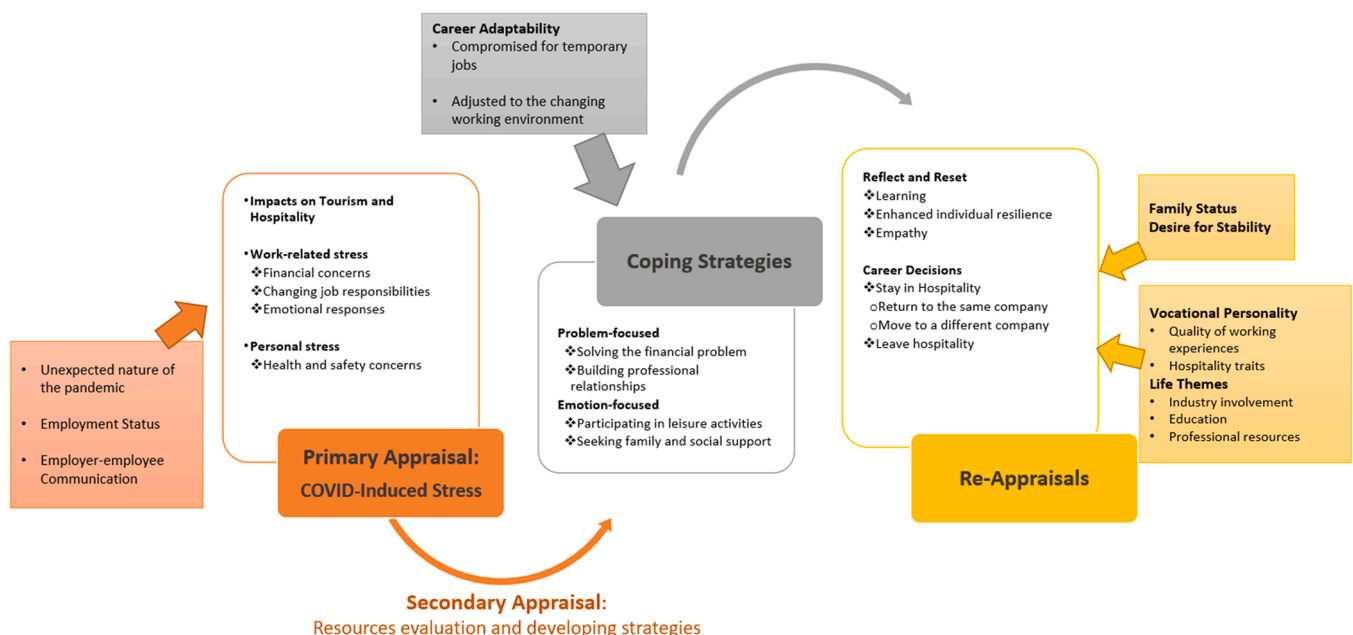 Career Adaptability
• Compromised for temporary
jobs
• Adjusted to the changing
working environment
• Unexpected nature of
the pandemic
• Employment Status
• Employer-employee
Communication
• Impacts on Tourism and
Hospitality
• Work-related stress
❖Financial concerns
❖Changing job responsibilities
❖Emotional responses
• Personal stress
❖Health and safety concerns
Primary Appraisal:
COVID-Induced Stress
Secondary Appraisal:
Resources evaluation and developing strategies
Coping Strategies
Problem-focused
❖Solving the financial problem
❖Building professional
relationships
Emotion-focused
❖Participating in leisure activities
❖Seeking family and social support
Reflect and Reset
❖Learning
❖Enhanced individual resilience
❖Empathy
Career Decisions
❖Stay in Hospitality
oReturn to the same company
oMove to a different company
❖Leave hospitality
Re-Appraisals
Family Status
Desire for Stability
Vocational Personality
• Quality of working
experiences
• Hospitality traits
Life Themes
• Industry involvement
• Education
• Professional resources